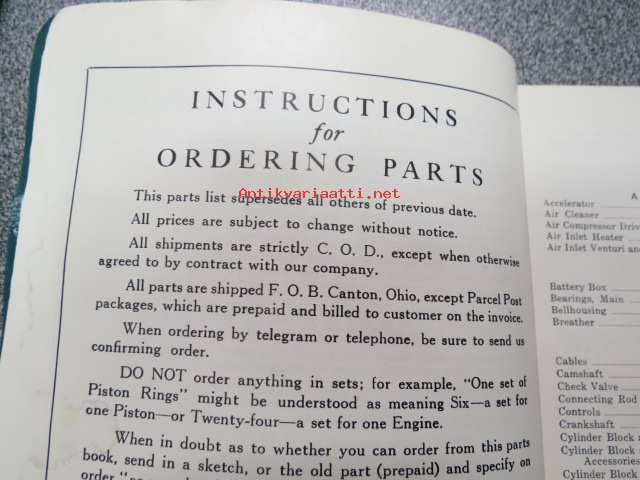 INSTRUCTIONS
for
ORDERING PARTS
Antikvariaatti.net
This parts list supersedes all others of previous date.
All prices are subject to change without notice.
All shipments are strictly C. O. D., except when otherwise
agreed to by contract with our company.
All parts are shipped F. O. B. Canton, Ohio, except Parcel Post
packages, which are prepaid and billed to customer on the invoice.
When ordering by telegram or telephone, be sure to send us
confirming order.
DO NOT order anything in sets; for example, "One set of
Piston Rings" might be understood as meaning Six—a set for
one Piston—or Twenty-four—a set for one Engine.
When in doubt as to whether you can order from this parts
book, send in a sketch, or the old part (prepaid) and specify on
order
A
Accelerator
Air Cleaner
Air Compressor Driv
Air Inlet Heater
Air Inlet Venturi and
Battery Box
Bearings, Main
Bellhousing
Breather
Cables
Camshaft
Check Valve
Connecting Rod
Controls
Crankshaft
Cylinder Block a
Cylinder Block
Accessories
Cylinder Block